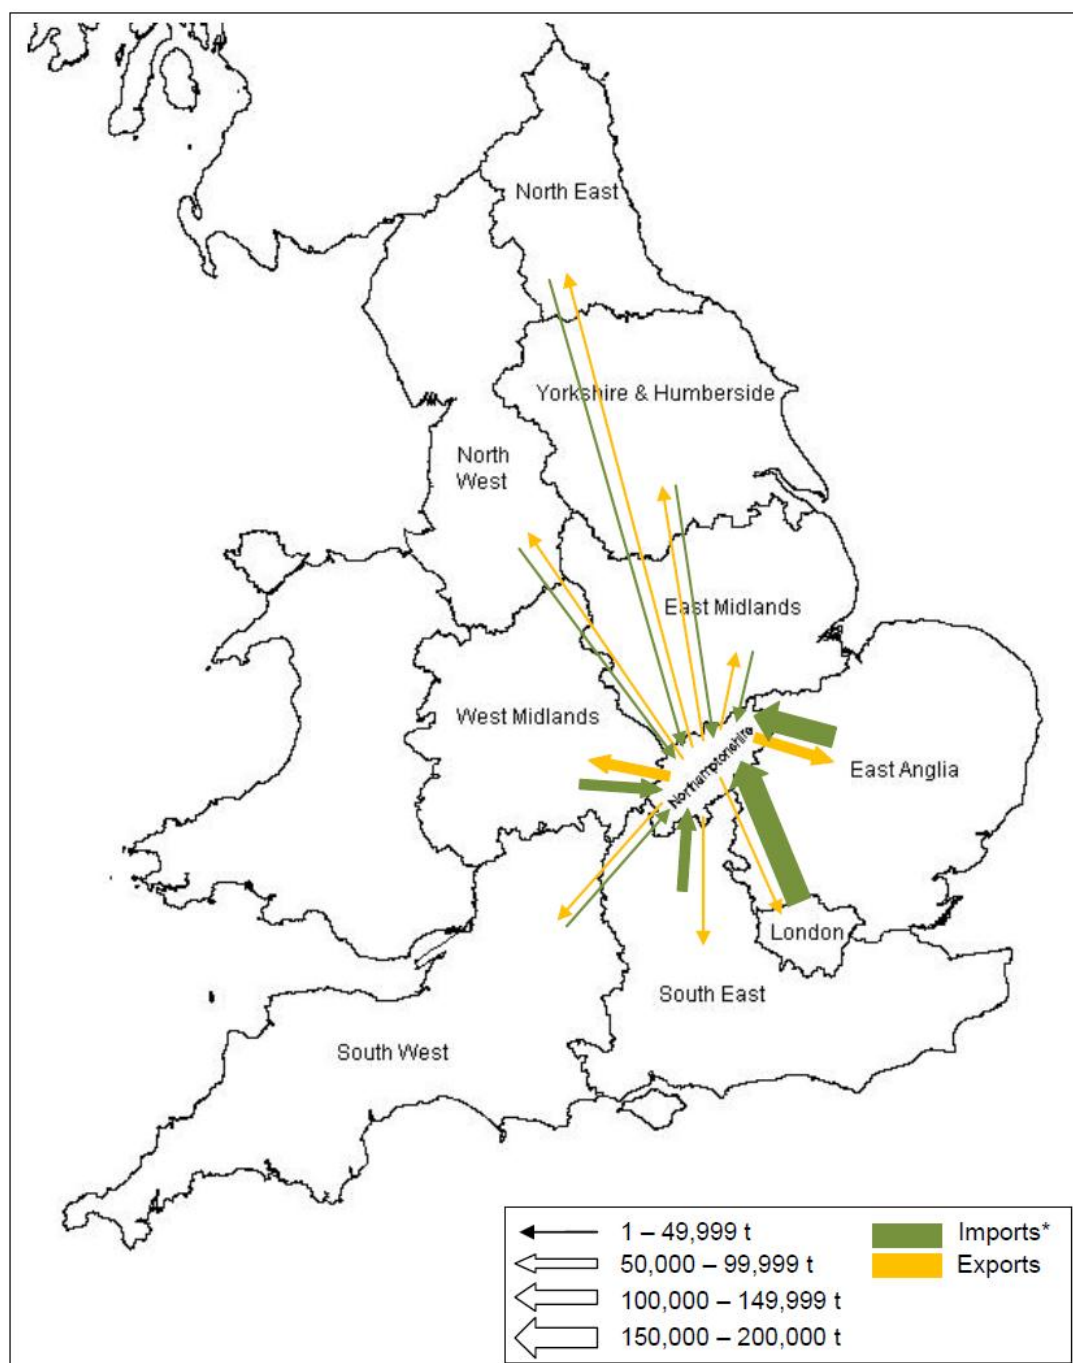 North East
Yorkshire & Humberside
North
West
East Midlands
West Midlands
Northamptonshire
East Anglia
London
South East
South West
1 – 49,999 t
Imports*
50,000 – 99,999 t
Exports
100,000 – 149,999 t
150,000 – 200,000 t